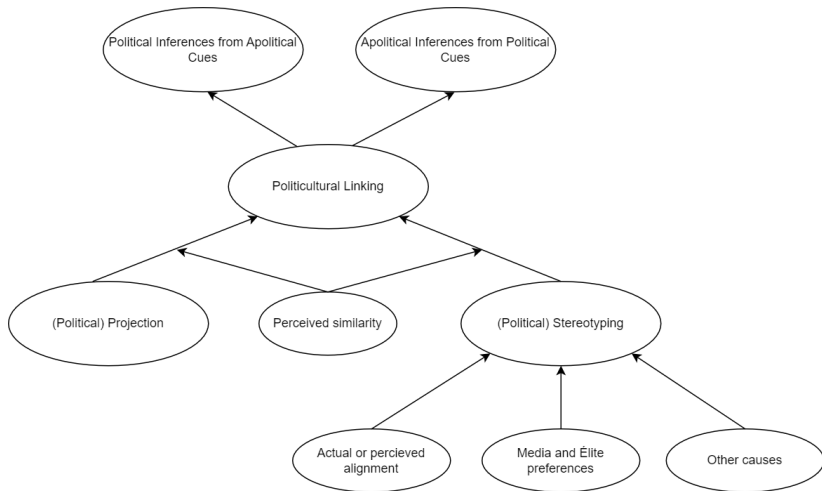 Political Inferences from Apolitical
Cues
Apolitical Inferences from Political
Cues
Politicultural Linking
(Political) Projection
Perceived similarity
(Political) Stereotyping
Actual or percieved
alignment
Media and Élite
preferences
Other causes